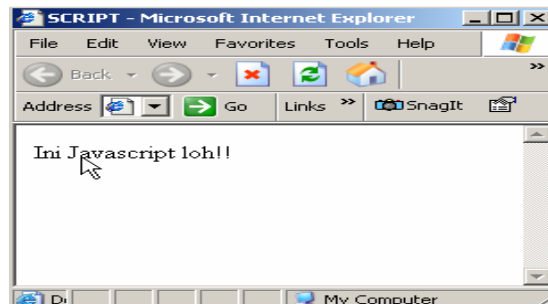 SCRIPT - Microsoft Internet Explorer
File Edit View Favorites Tools Help
Back
Address Go Links » SnagIt
Ini Javascript loh!!
My Computer